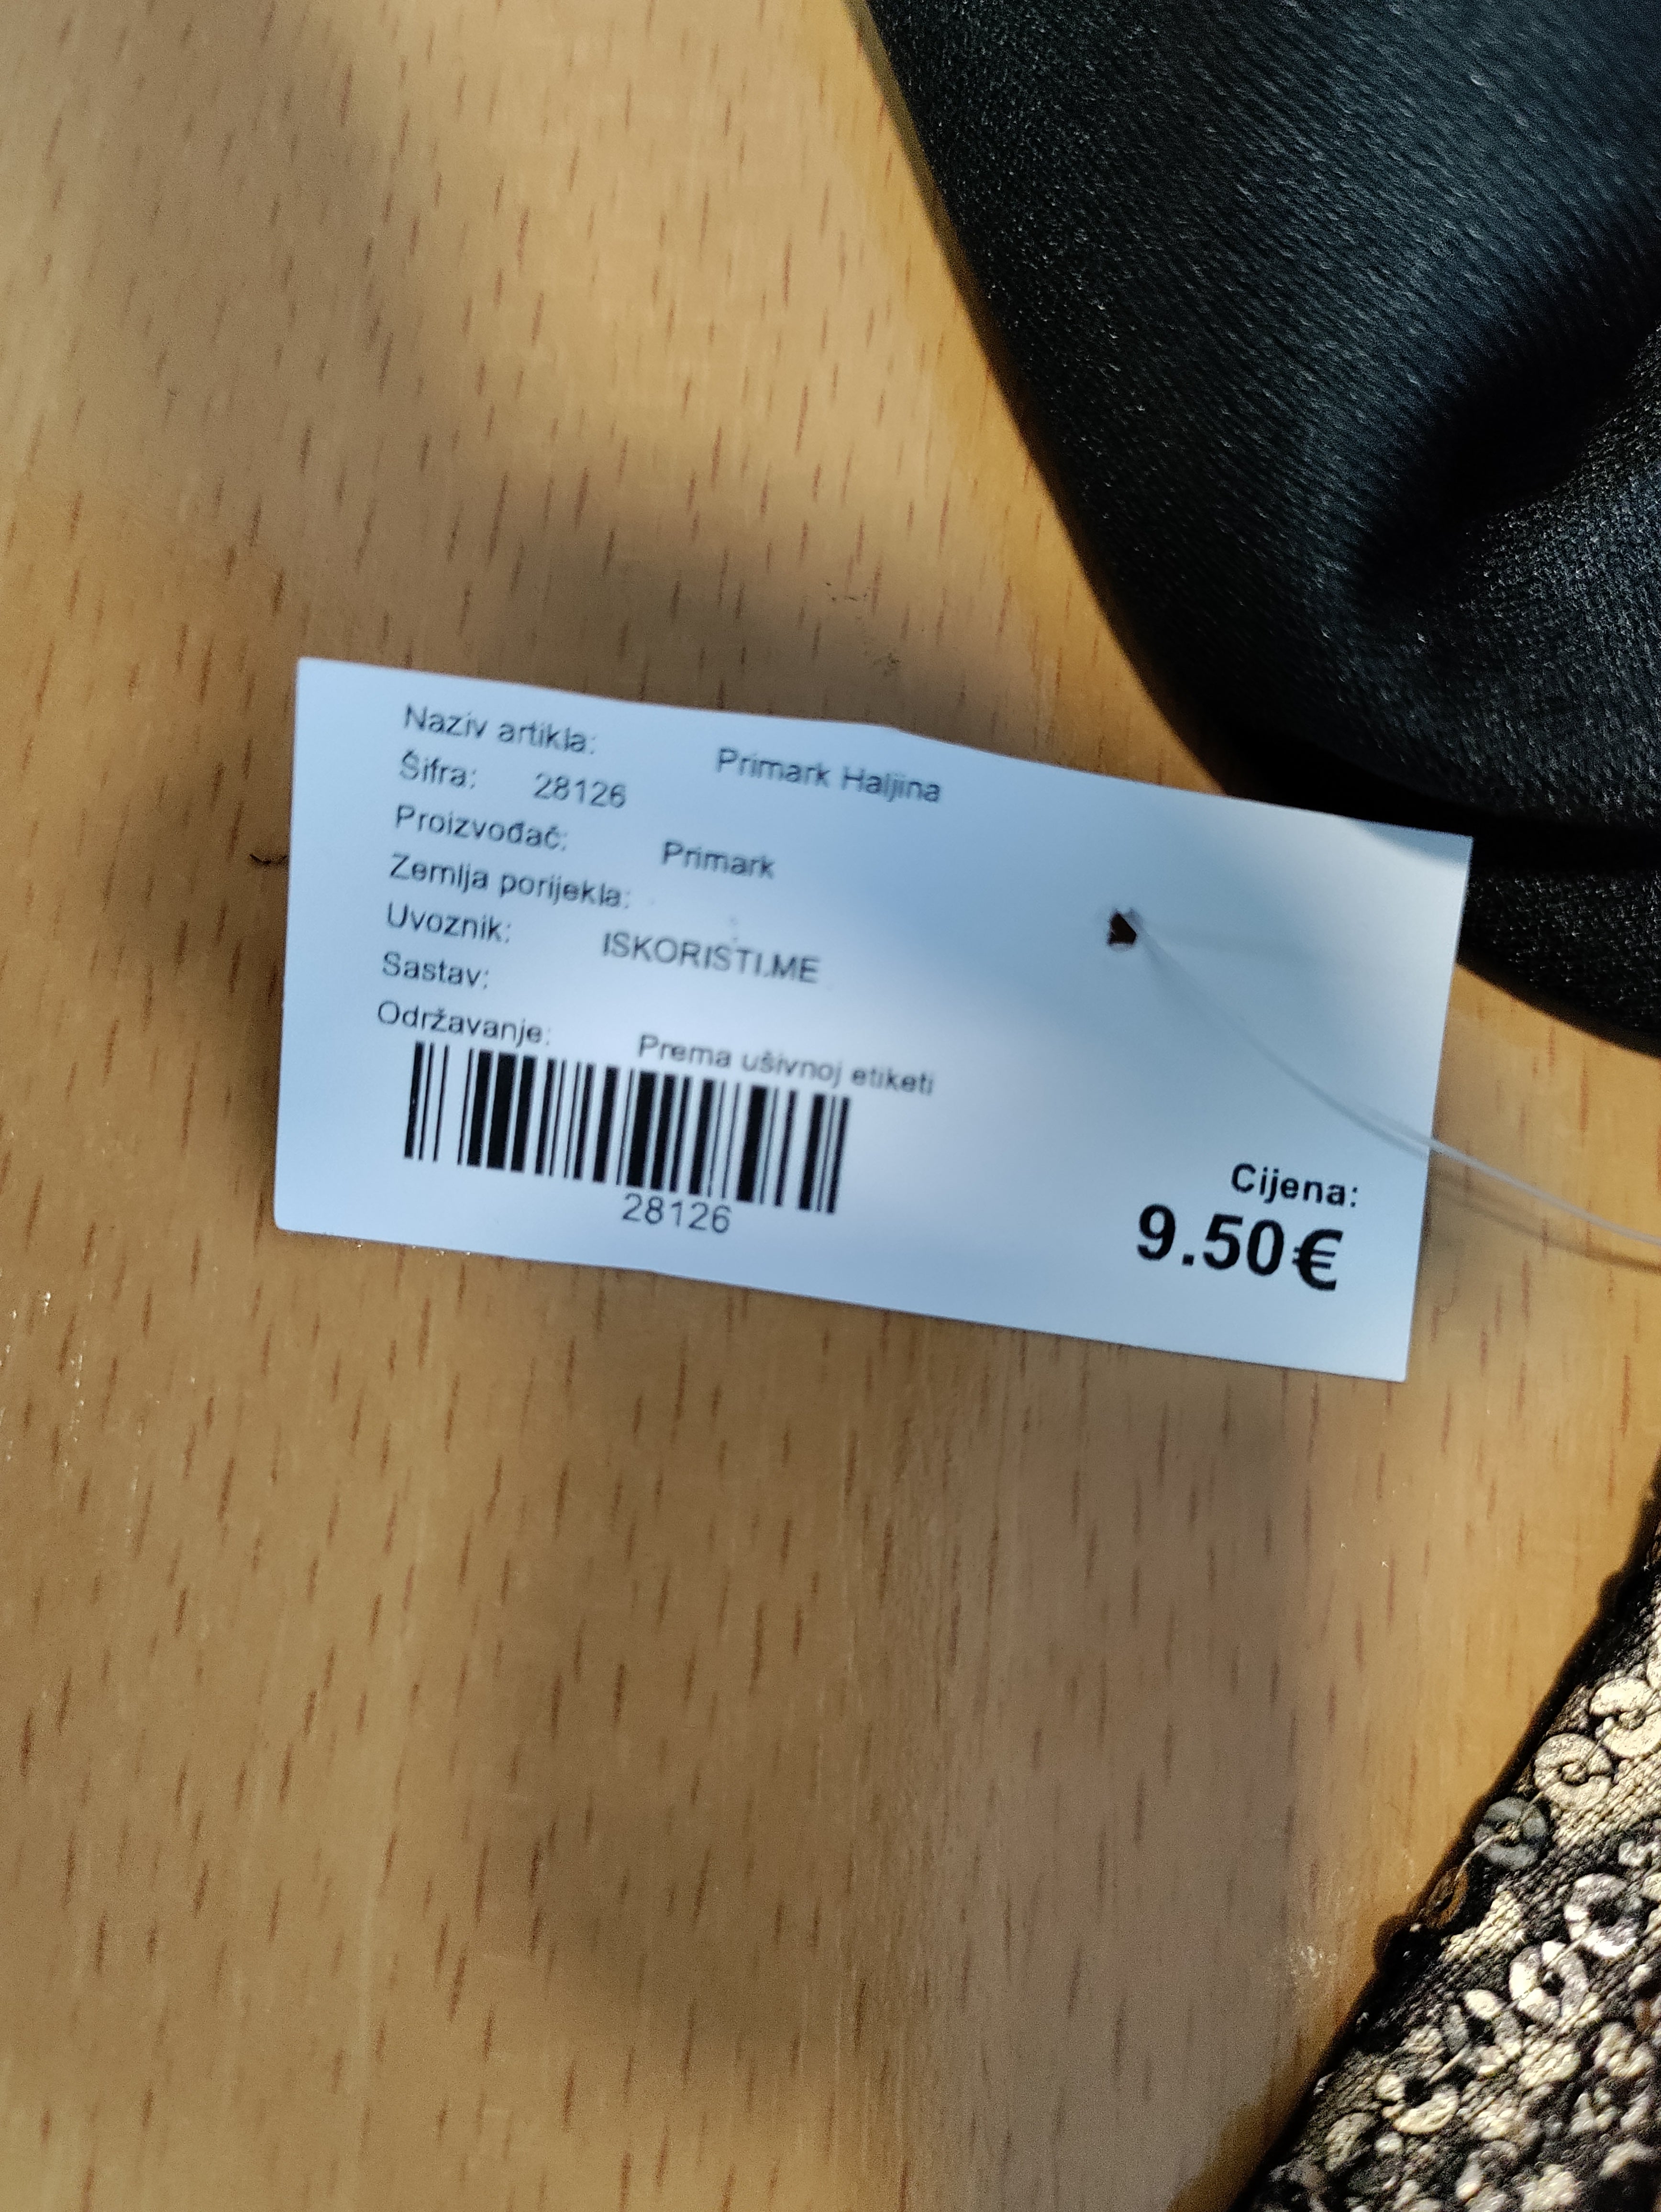 Naziv artikla: Primark Haljina
Šifra: 28126
Proizvođač: Primark
Zemlja porijekla:
Uvoznik: ISKORISTI.ME
Sastav:
Održavanje: Prema ušivnoj etiketi
28126
Cijena:
9.50€